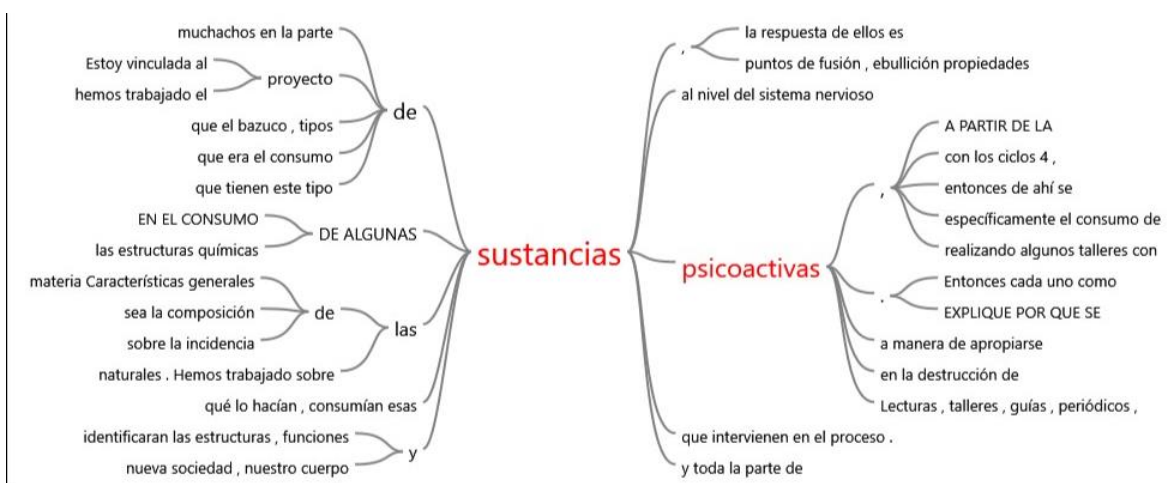 muchachos en la parte
Estoy vinculada al
hemos trabajado el
proyecto
que el bazuco , tipos
que era el consumo
que tienen este tipo
de
EN EL CONSUMO
las estructuras químicas
DE ALGUNAS
materia Características generales
sea la composición
sobre la incidencia
de
naturales . Hemos trabajado sobre
las
qué lo hacían , consumían esas
identificaran las estructuras , funciones
nueva sociedad , nuestro cuerpo
y
sustancias
,
la respuesta de ellos es
puntos de fusión , ebullición propiedades
al nivel del sistema nervioso
psicoactivas
,
A PARTIR DE LA
con los ciclos 4 ,
entonces de ahí se
específicamente el consumo de
realizando algunos talleres con
.
Entonces cada uno como
EXPLIQUE POR QUE SE
a manera de apropiarse
en la destrucción de
Lecturas , talleres , guías , periódicos ,
que intervienen en el proceso .
y toda la parte de